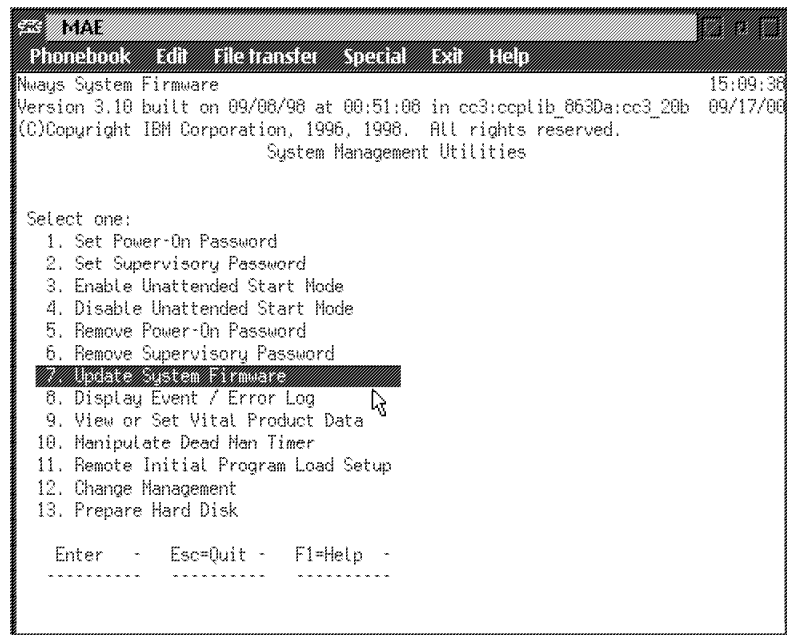 MAE
Phonebook Edit File transfer Special Exit Help
Nways System Firmware 15:09:38
Version 3.10 built on 09/08/98 at 00:51:08 in cc3:ccplib_863Da:cc3_20b 09/17/00
(C)Copyright IBM Corporation, 1996, 1998. All rights reserved.
System Management Utilities
Select one:
1. Set Power-On Password
2. Set Supervisory Password
3. Enable Unattended Start Mode
4. Disable Unattended Start Mode
5. Remove Power-On Password
6. Remove Supervisory Password
7. Update System Firmware
8. Display Event / Error Log
9. View or Set Vital Product Data
10. Manipulate Dead Man Timer
11. Remote Initial Program Load Setup
12. Change Management
13. Prepare Hard Disk
Enter - Esc=Quit - F1=Help -
---------- ---------- ----------